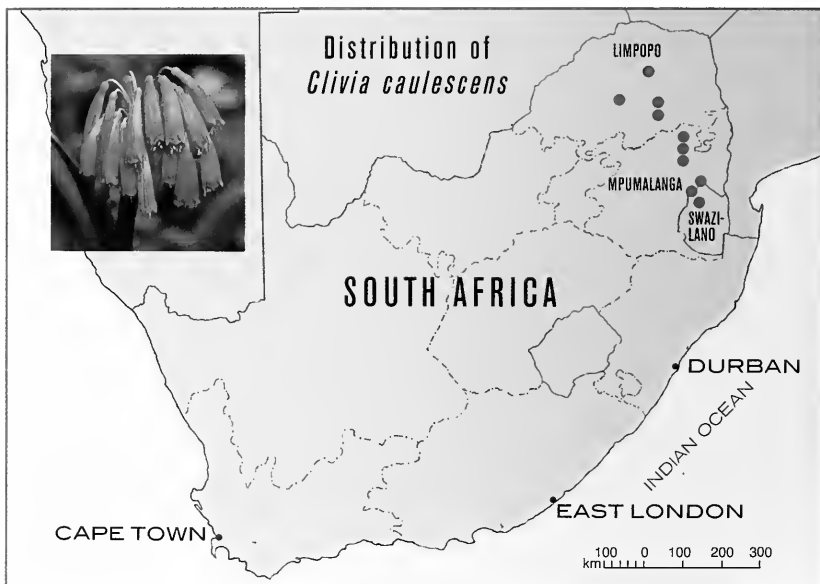 Distribution of
Clivia caulescens
LIMPOPO
MPUMALANGA
SWAZI-
LANO
SOUTH AFRICA
DURBAN
INDIAN OCEAN
EAST LONDON
CAPE TOWN
100 0 100 200 300
km